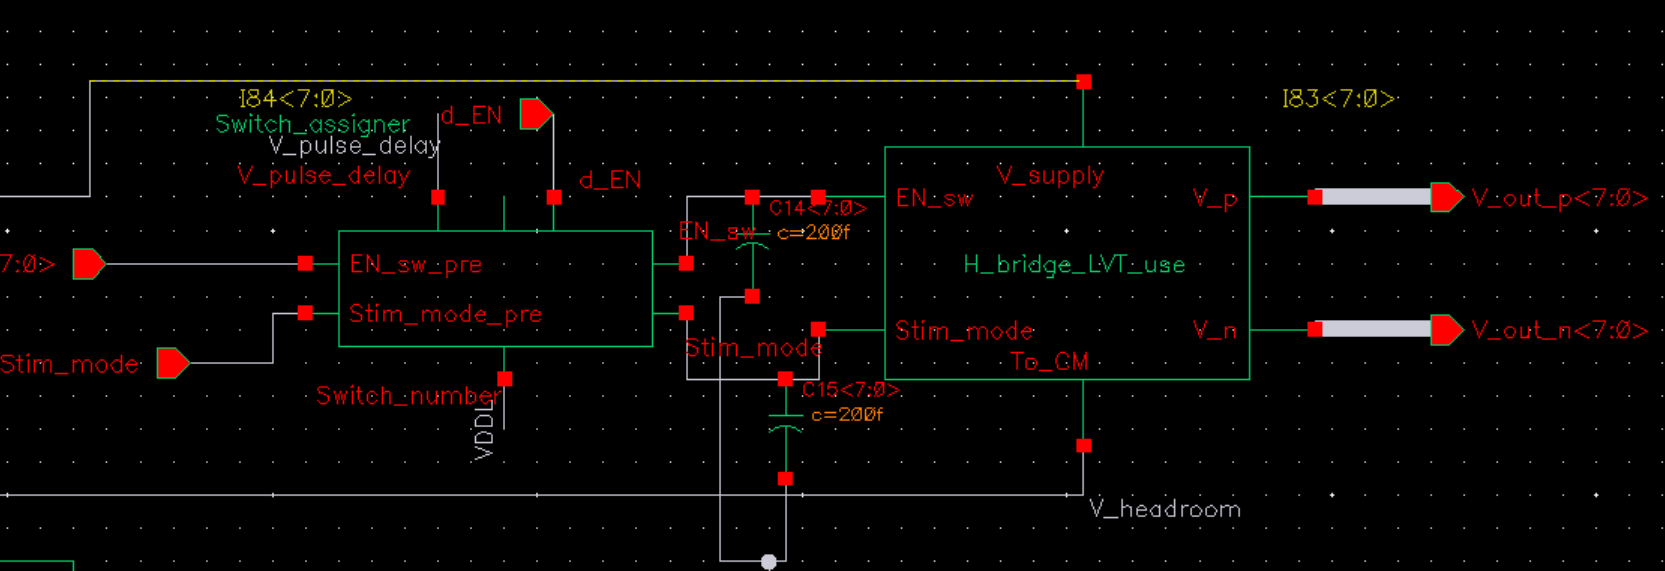 I84<7:0>
I83<7:0>
Switch_assigner
d_EN
V_pulse_delay
V_pulse_delay
d_EN
V_supply
EN_sw
V_p
V_out_p<7:0>
C14<7:0>
EN_sw
c=200f
7:0>
EN_sw_pre
H_bridge_LVT_use
Stim_mode_pre
Stim_mode
V_n
V_out_n<7:0>
Stim_mode
Stim_mode
To_CM
Switch_number
C15<7:0>
c=200f
VDDL
V_headroom